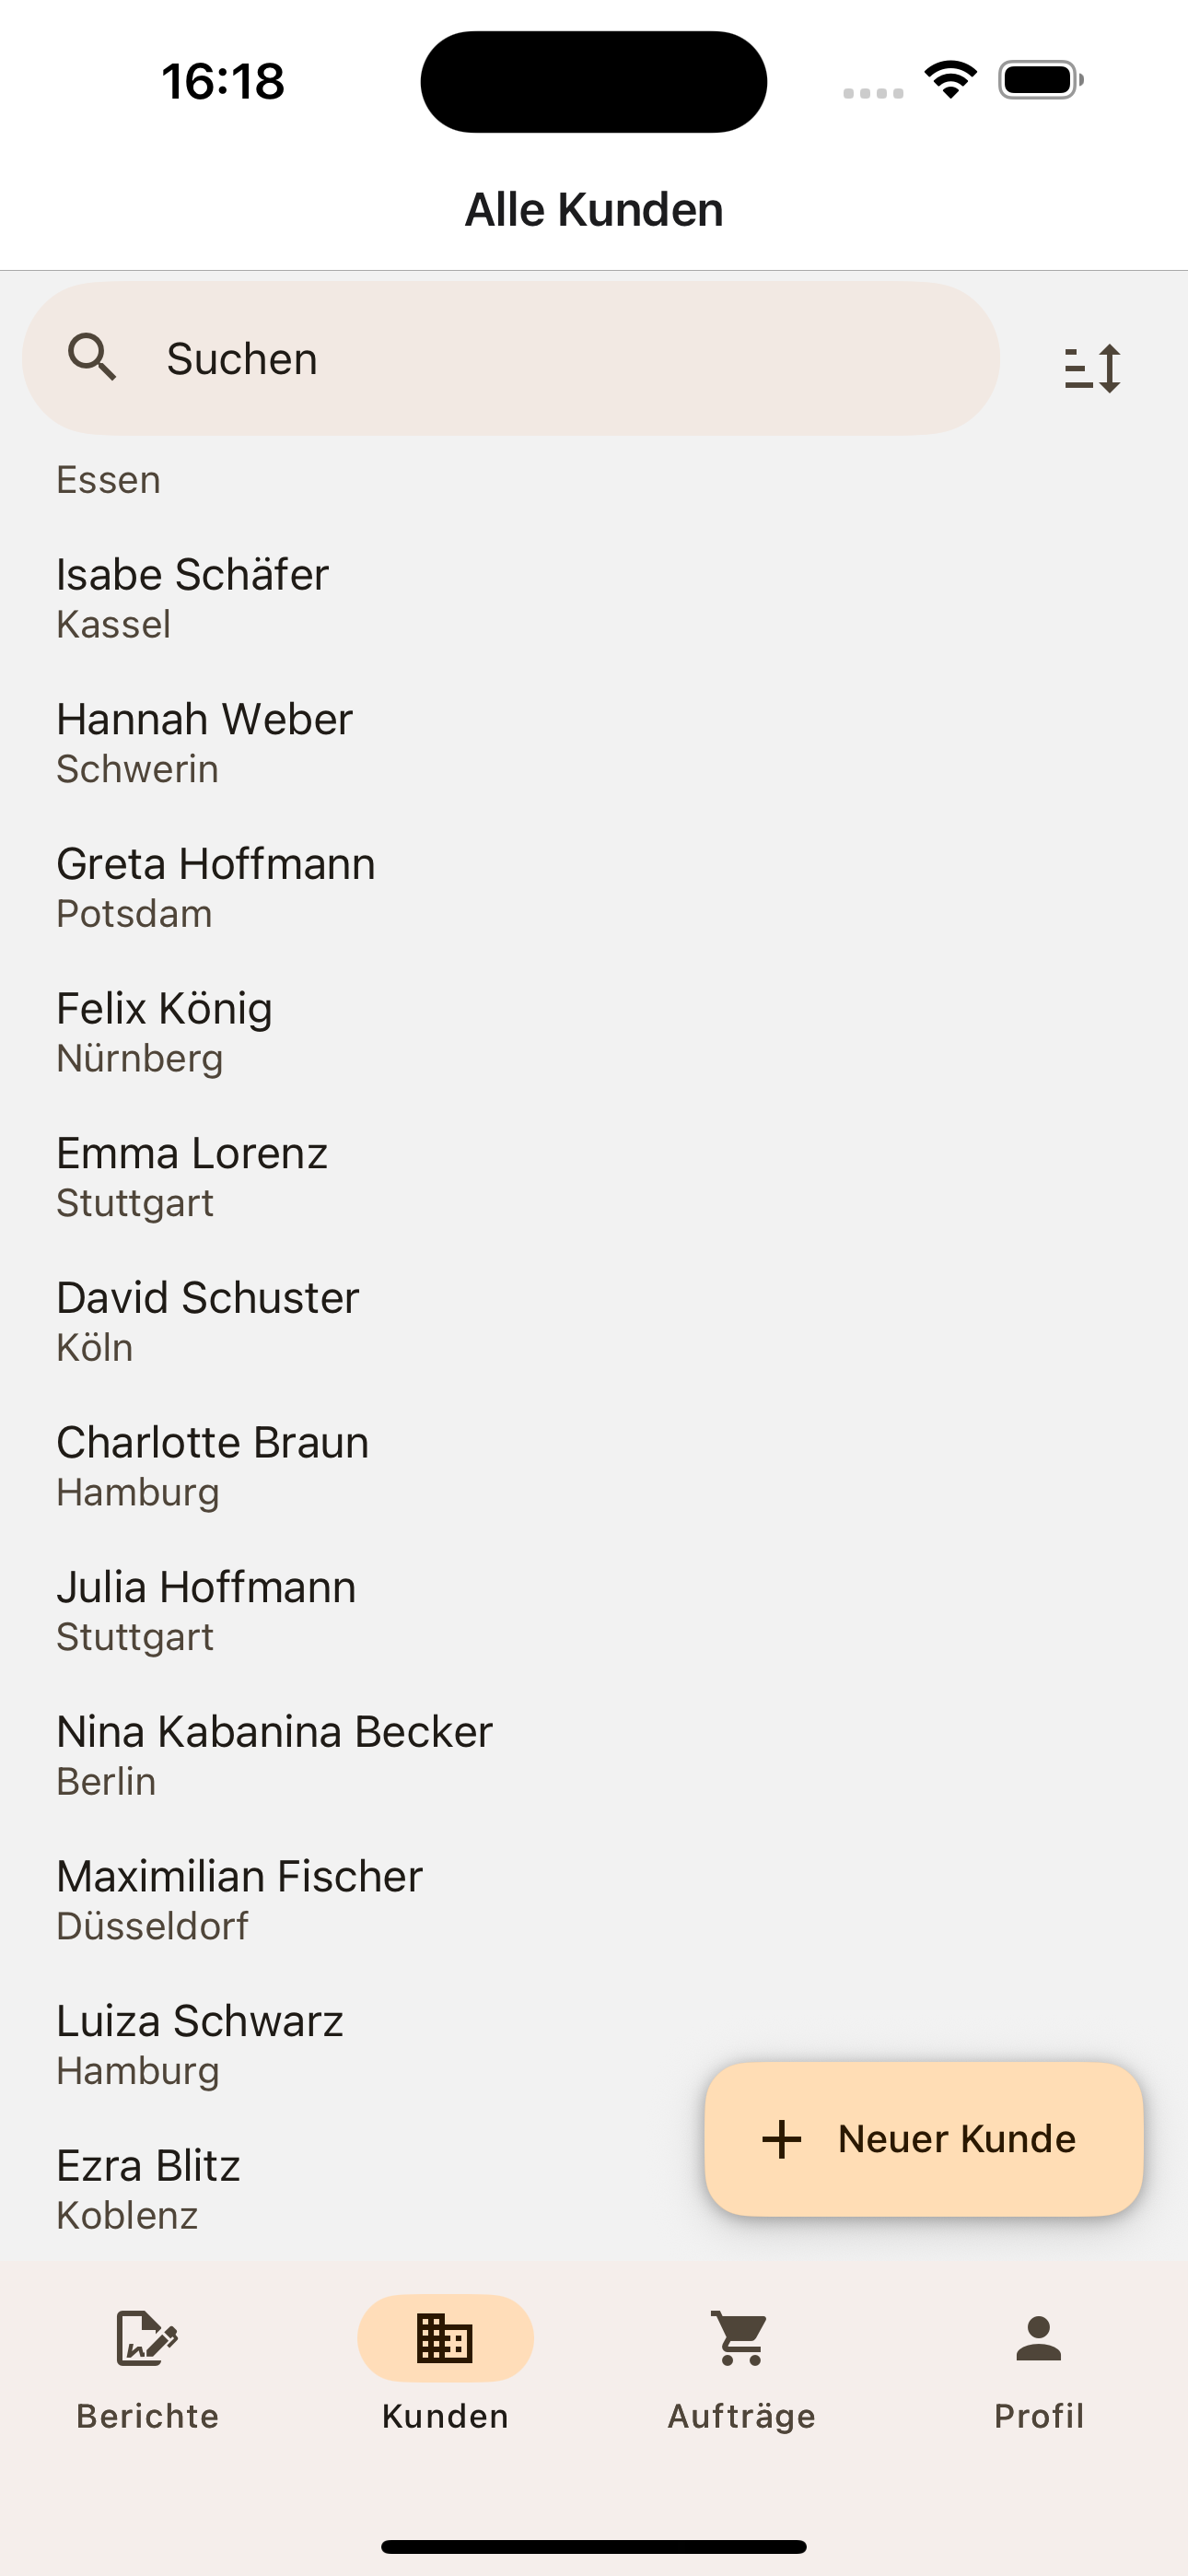 16:18
Alle Kunden
Suchen
Essen
Isabe Schäfer
Kassel
Hannah Weber
Schwerin
Greta Hoffmann
Potsdam
Felix König
Nürnberg
Emma Lorenz
Stuttgart
David Schuster
Köln
Charlotte Braun
Hamburg
Julia Hoffmann
Stuttgart
Nina Kabanina Becker
Berlin
Maximilian Fischer
Düsseldorf
Luiza Schwarz
Hamburg
Neuer Kunde
Ezra Blitz
Koblenz
Berichte
Kunden
Aufträge
Profil